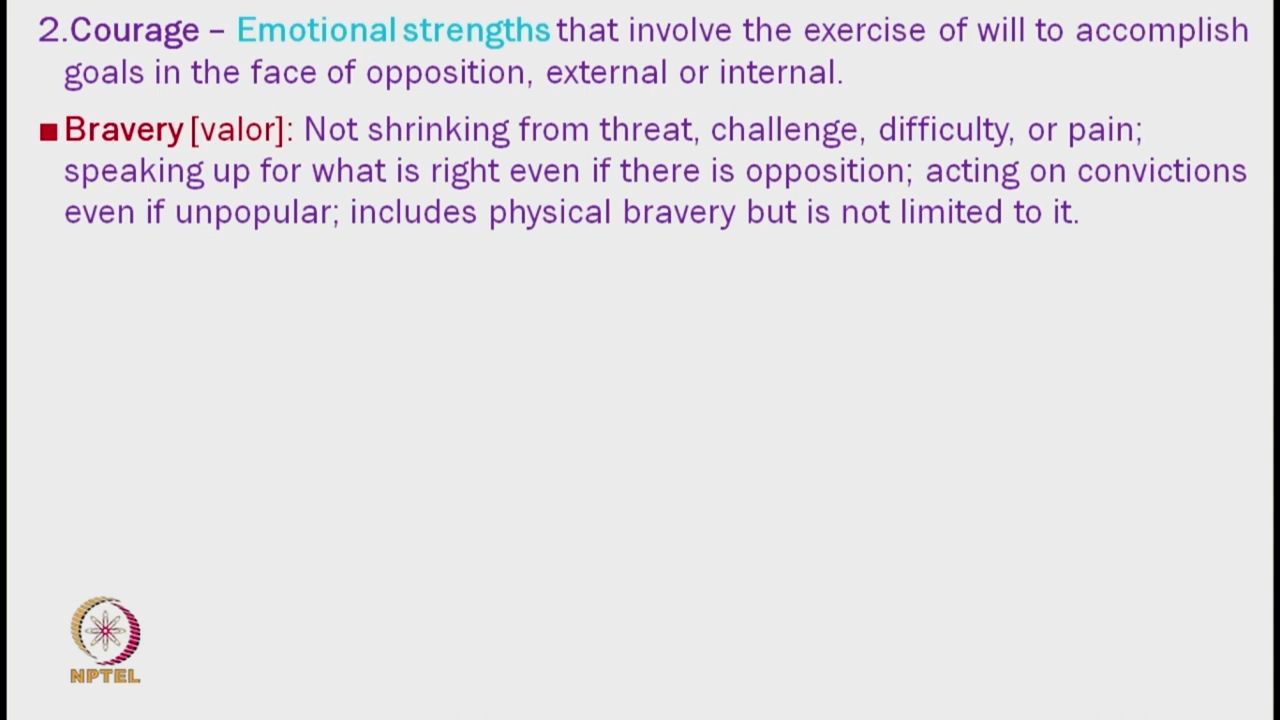 2.Courage – Emotional strengths that involve the exercise of will to accomplish
goals in the face of opposition, external or internal.
■ Bravery [valor]: Not shrinking from threat, challenge, difficulty, or pain;
speaking up for what is right even if there is opposition; acting on convictions
even if unpopular; includes physical bravery but is not limited to it.
NPTEL